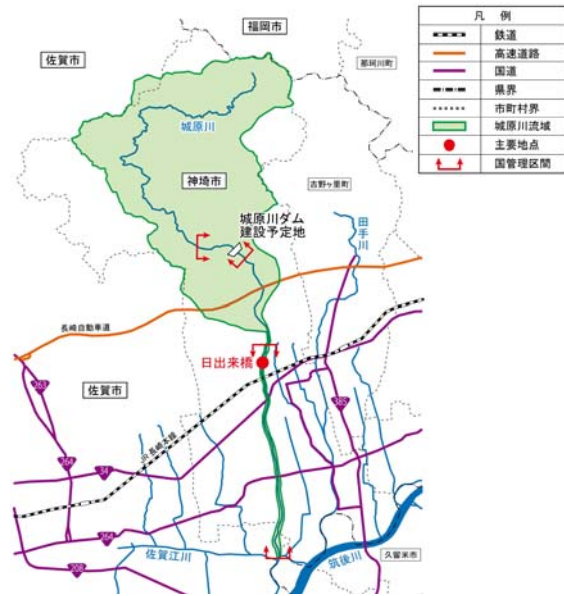 福岡市
佐賀市
那珂川町
城原川
神埼市
吉野ヶ里町
田手川
城原川ダム
建設予定地
長崎自動車道
日出来橋
佐賀市
263
385
264
34
JR長崎本線
264
208
佐賀江川
筑後川
久留米市
凡 例
鉄道
高速道路
国道
県界
市町村界
城原川流域
主要地点
国管理区間